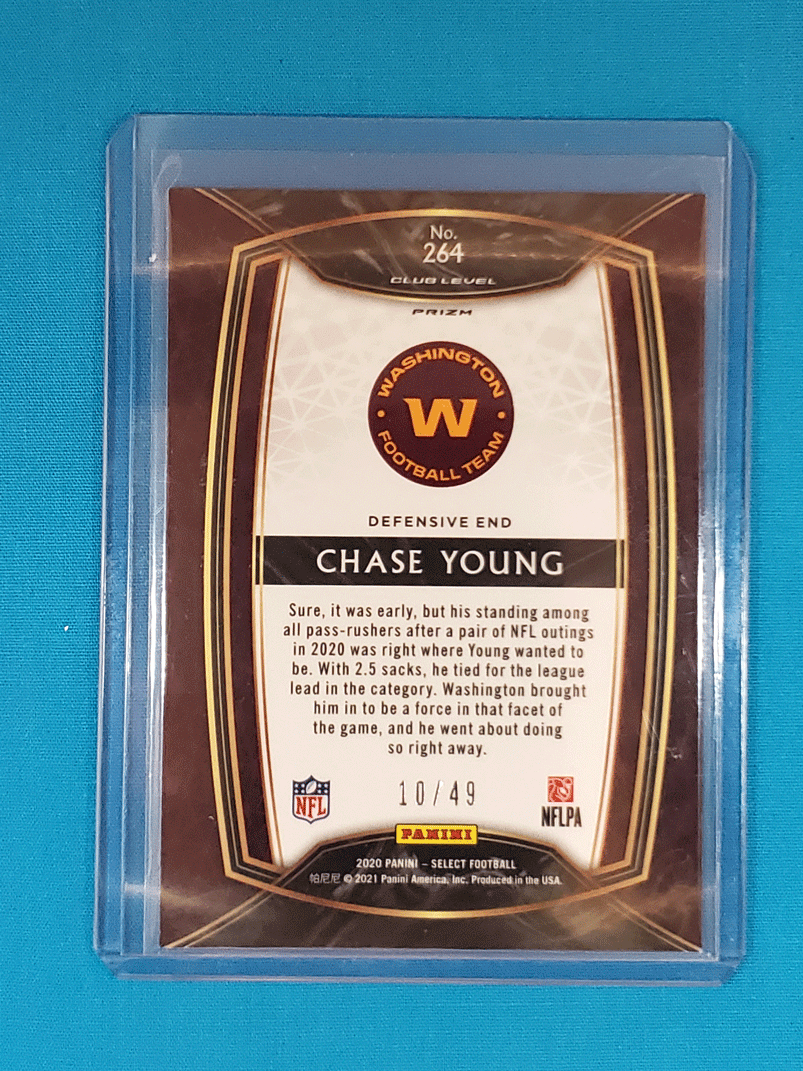 No.
264
CLUB LEVEL
PRIZM
WASHINGTON
W
FOOTBALL TEAM
DEFENSIVE END
CHASE YOUNG
Sure, it was early, but his standing among
all pass-rushers after a pair of NFL outings
in 2020 was right where Young wanted to
be. With 2.5 sacks, he tied for the league
lead in the category. Washington brought
him in to be a force in that facet of
the game, and he went about doing
so right away.
NFL
10/49
NFLPA
PANINI
2020 PANINI – SELECT FOOTBALL
帕尼尼 © 2021 Panini America, Inc. Produced in the USA.